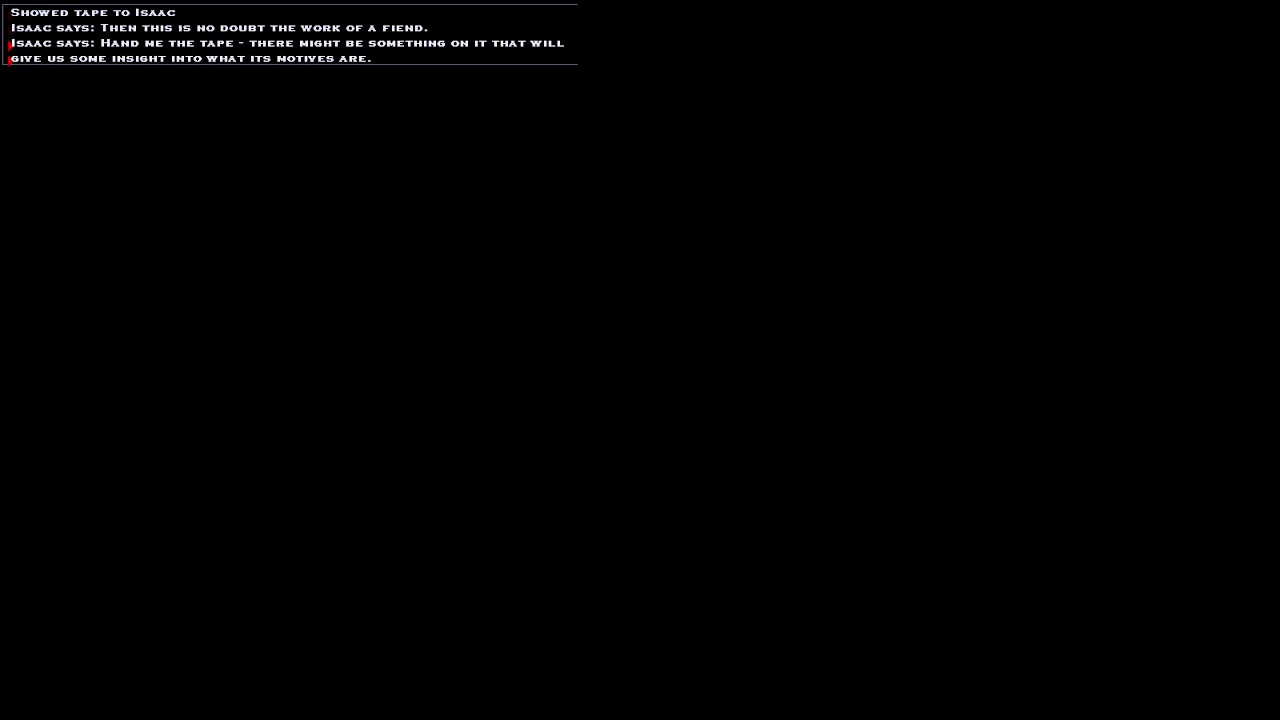 Showed tape to Isaac
Isaac says: Then this is no doubt the work of a fiend.
Isaac says: Hand me the tape - there might be something on it that will
give us some insight into what its motives are.